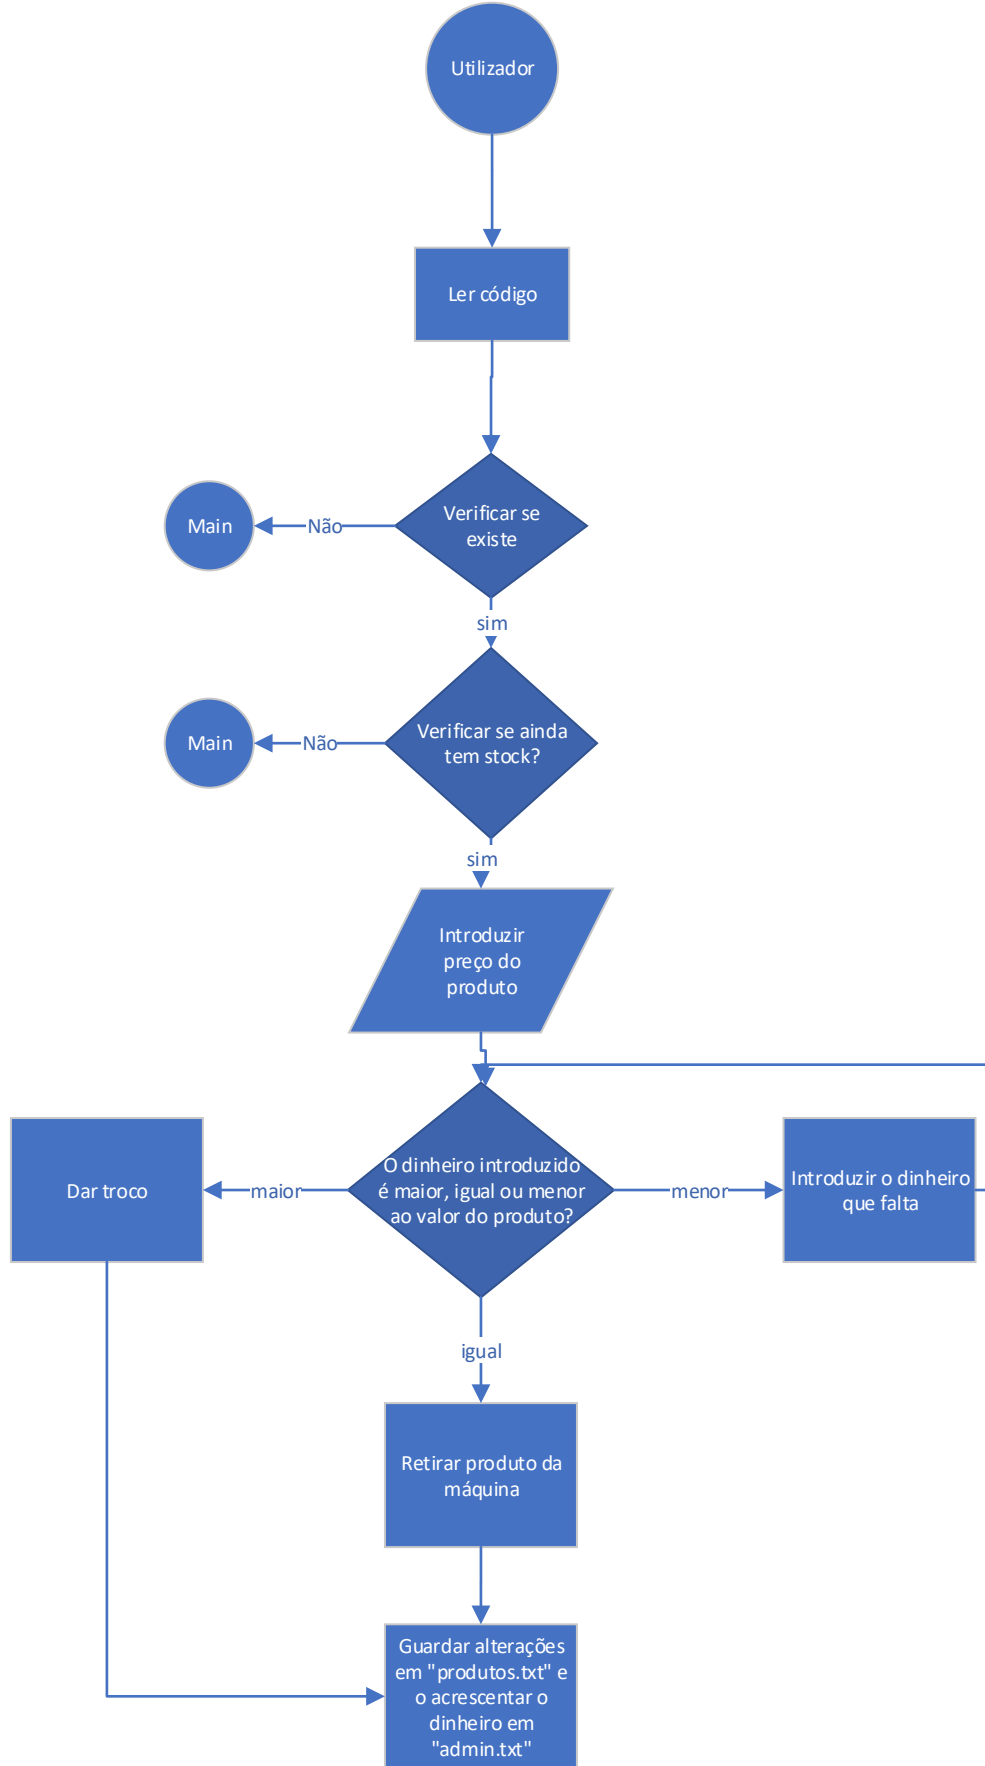 Utilizador
Ler código
Verificar se
existe
Não
Main
sim
Verificar se ainda
tem stock?
Não
Main
sim
Introduzir
preço do
produto
O dinheiro introduzido
é maior, igual ou menor
ao valor do produto?
maior
Dar troco
menor
Introduzir o dinheiro
que falta
igual
Retirar produto da
máquina
Guardar alterações
em "produtos.txt" e
o acrescentar o
dinheiro em
"admin.txt"